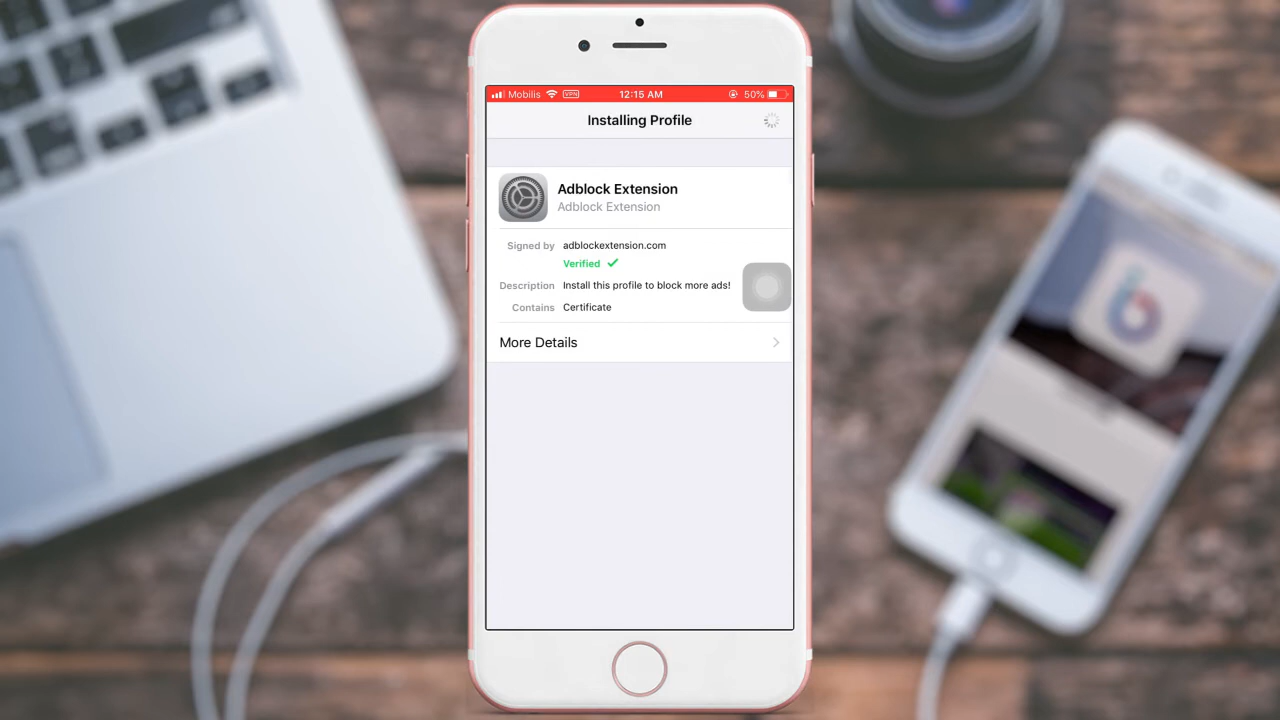 Mobilis VPN 12:15 AM 50%
Installing Profile
Adblock Extension
Adblock Extension
Signed by adblockextension.com
Verified
Description Install this profile to block more ads!
Contains Certificate
More Details